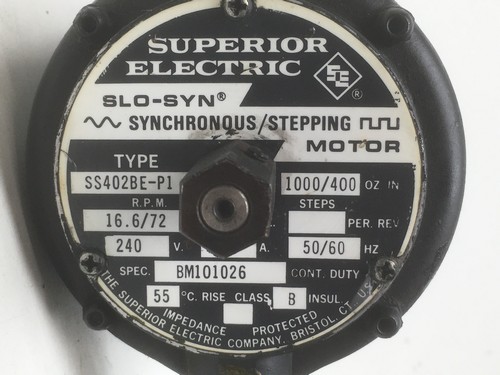 SUPERIOR
ELECTRIC
SE ®
SLO-SYN®
SYNCHRONOUS/STEPPING
MOTOR
TYPE
SS402BE-P1 1000/400 OZ IN
R.P.M. STEPS
16.6/72 PER. REV
240 V. A. 50/60 HZ
SPEC. BM101026 CONT. DUTY
55 °C. RISE CLASS B INSUL.
IMPEDANCE PROTECTED
THE SUPERIOR ELECTRIC COMPANY, BRISTOL, CT. U.S.